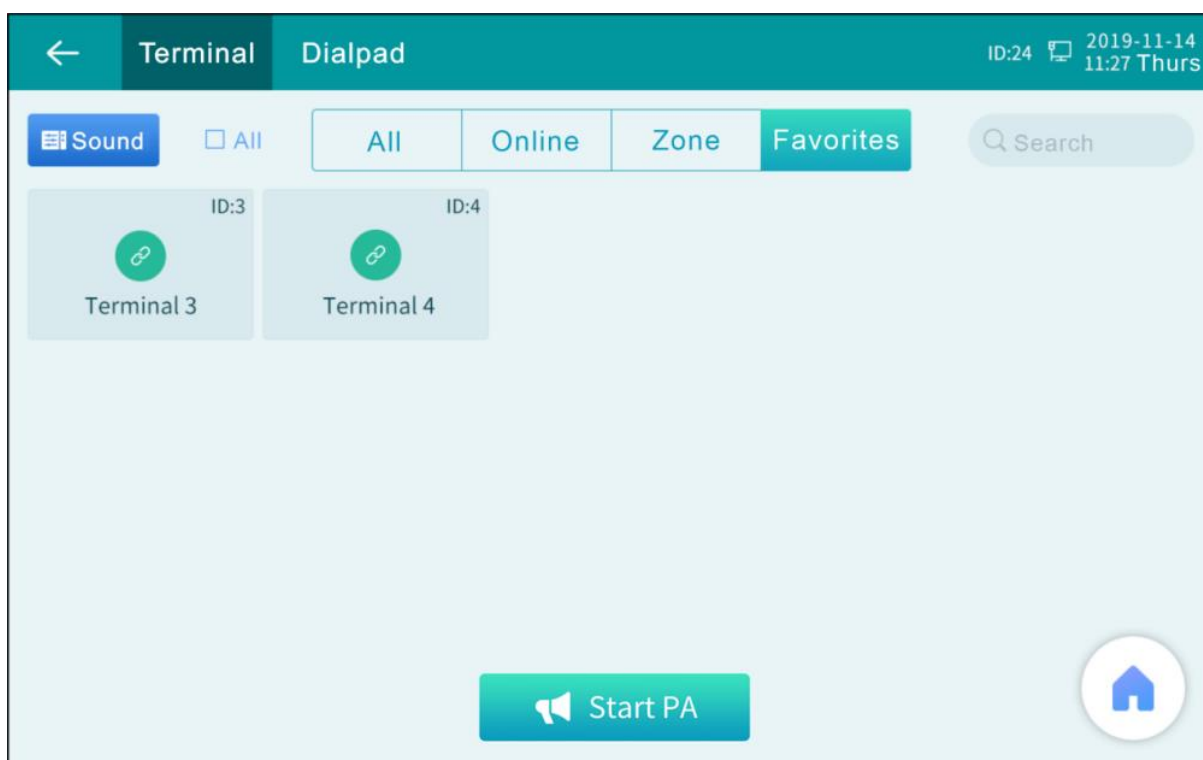 Terminal Dialpad ID:24 2019-11-14
11:27 Thurs
Sound All All Online Zone Favorites Search
ID:3 ID:4
Terminal 3 Terminal 4
Start PA